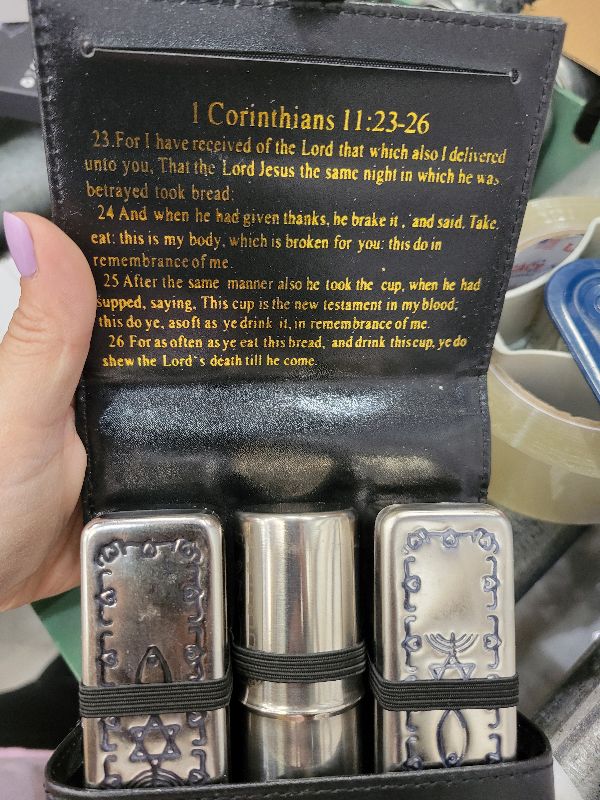 1 Corinthians 11:23-26
23.For I have received of the Lord that which also I delivered
unto you, That the Lord Jesus the same night in which he was
betrayed took bread:
24 And when he had given thanks, he brake it , and said, Take,
eat: this is my body, which is broken for you: this do in
remembrance of me.
25 After the same manner also he took the cup, when he had
supped, saying, This cup is the new testament in my blood:
this do ye, asoft as ye drink it, in remembrance of me.
26 For as often as ye eat this bread, and drink this cup, ye do
shew the Lord's death till he come.